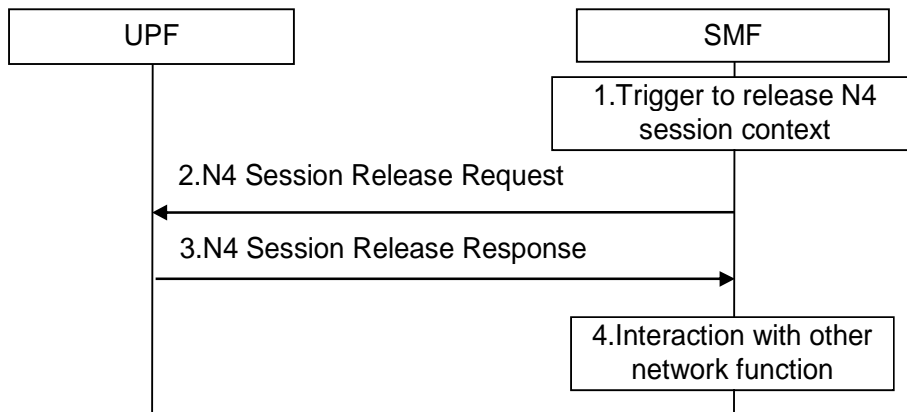 UPF
SMF
1.Trigger to release N4
session context
2.N4 Session Release Request
3.N4 Session Release Response
4.Interaction with other
network function